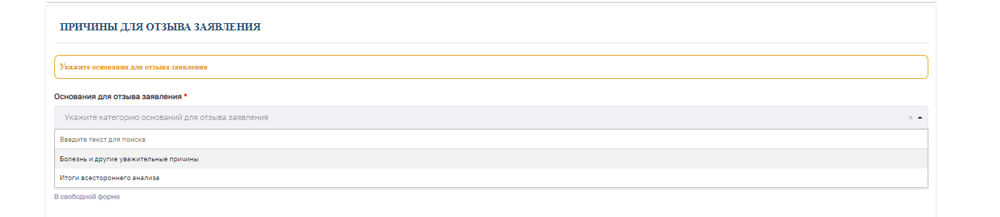 ПРИЧИНЫ ДЛЯ ОТЗЫВА ЗАЯВЛЕНИЯ
Укажите основания для отзыва заявления
Основания для отзыва заявления *
Укажите категорию оснований для отзыва заявления
Введите текст для поиска
Болезнь и другие уважительные причины
Итоги всестороннего анализа
В свободной форме